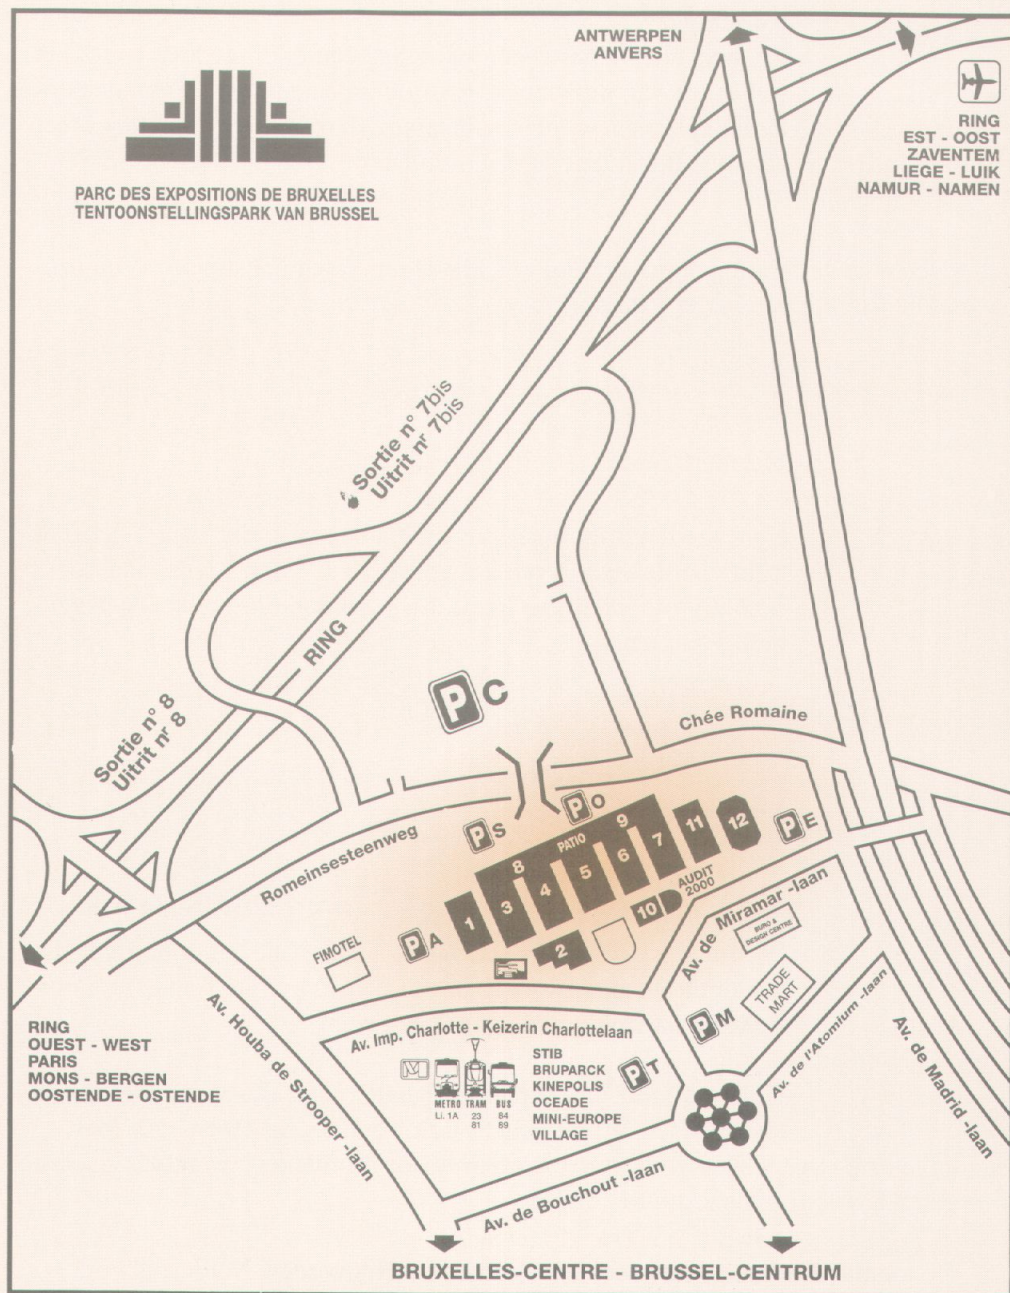 ANTWERPEN
ANVERS
RING
EST - OOST
ZAVENTEM
LIEGE - LUIK
NAMUR - NAMEN
PARC DES EXPOSITIONS DE BRUXELLES
TENTOONSTELLINGSPARK VAN BRUSSEL
Sortie n° 7bis
Uitrit nʳ 7bis
RING
Sortie n° 8
Uitrit nʳ 8
P C
Chée Romaine
Romeinsesteenweg
P S
P O
P E
P A
1
3
8
4
PATIO
5
9
6
7
11
12
10
2
AUDIT
2000
FIMOTEL
Av. de Miramar -laan
BURO &
DESIGN CENTRE
TRADE
MART
P M
Av. de l'Atomium -laan
Av. de Madrid -laan
RING
OUEST - WEST
PARIS
MONS - BERGEN
OOSTENDE - OSTENDE
Av. Houba de Strooper -laan
Av. Imp. Charlotte - Keizerin Charlottelaan
M
METRO TRAM BUS
Li. 1A 23 84
81 89
STIB
BRUPARCK
KINEPOLIS
OCEADE
MINI-EUROPE
VILLAGE
P T
Av. de Bouchout -laan
BRUXELLES-CENTRE - BRUSSEL-CENTRUM